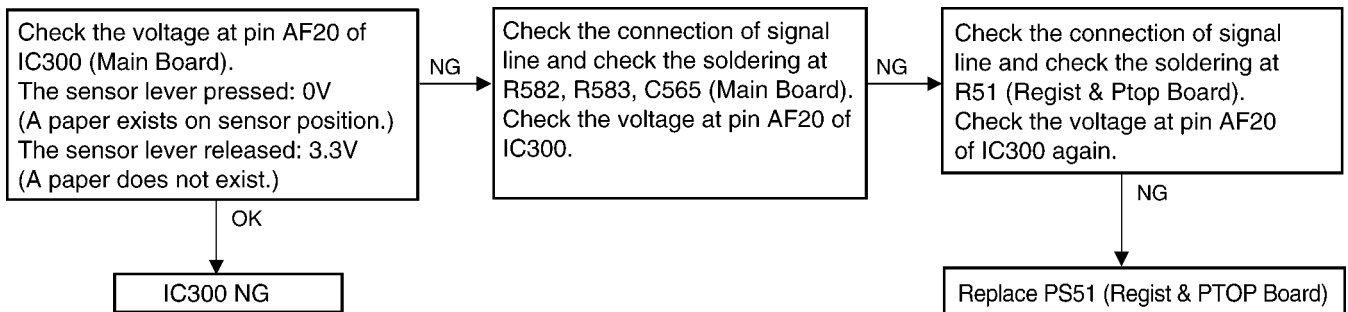 Check the voltage at pin AF20 of
IC300 (Main Board).
The sensor lever pressed: 0V
(A paper exists on sensor position.)
The sensor lever released: 3.3V
(A paper does not exist.)
NG
Check the connection of signal
line and check the soldering at
R582, R583, C565 (Main Board).
Check the voltage at pin AF20 of
IC300.
NG
Check the connection of signal
line and check the soldering at
R51 (Regist & Ptop Board).
Check the voltage at pin AF20
of IC300 again.
OK
NG
IC300 NG
Replace PS51 (Regist & PTOP Board)